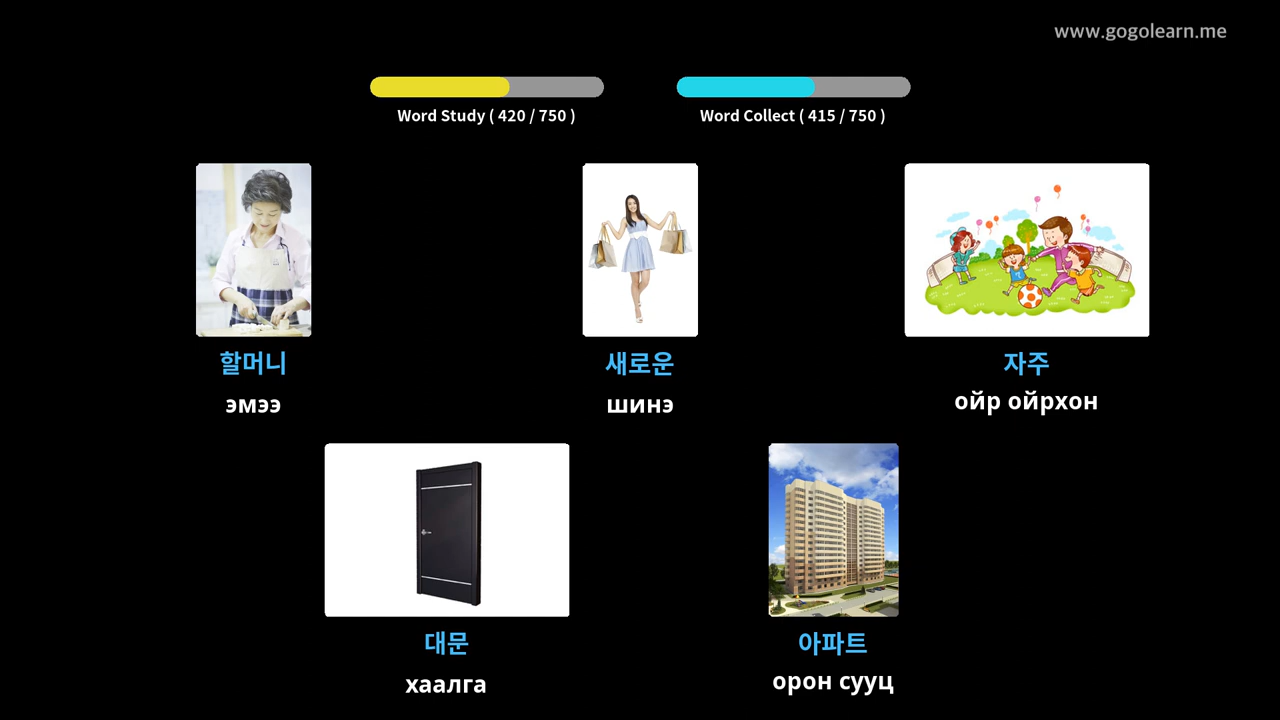 www.gogolearn.me
Word Study ( 420 / 750 )
Word Collect ( 415 / 750 )
할머니
эмээ
새로운
шинэ
자주
ойр ойрхон
대문
хаалга
아파트
орон сууц